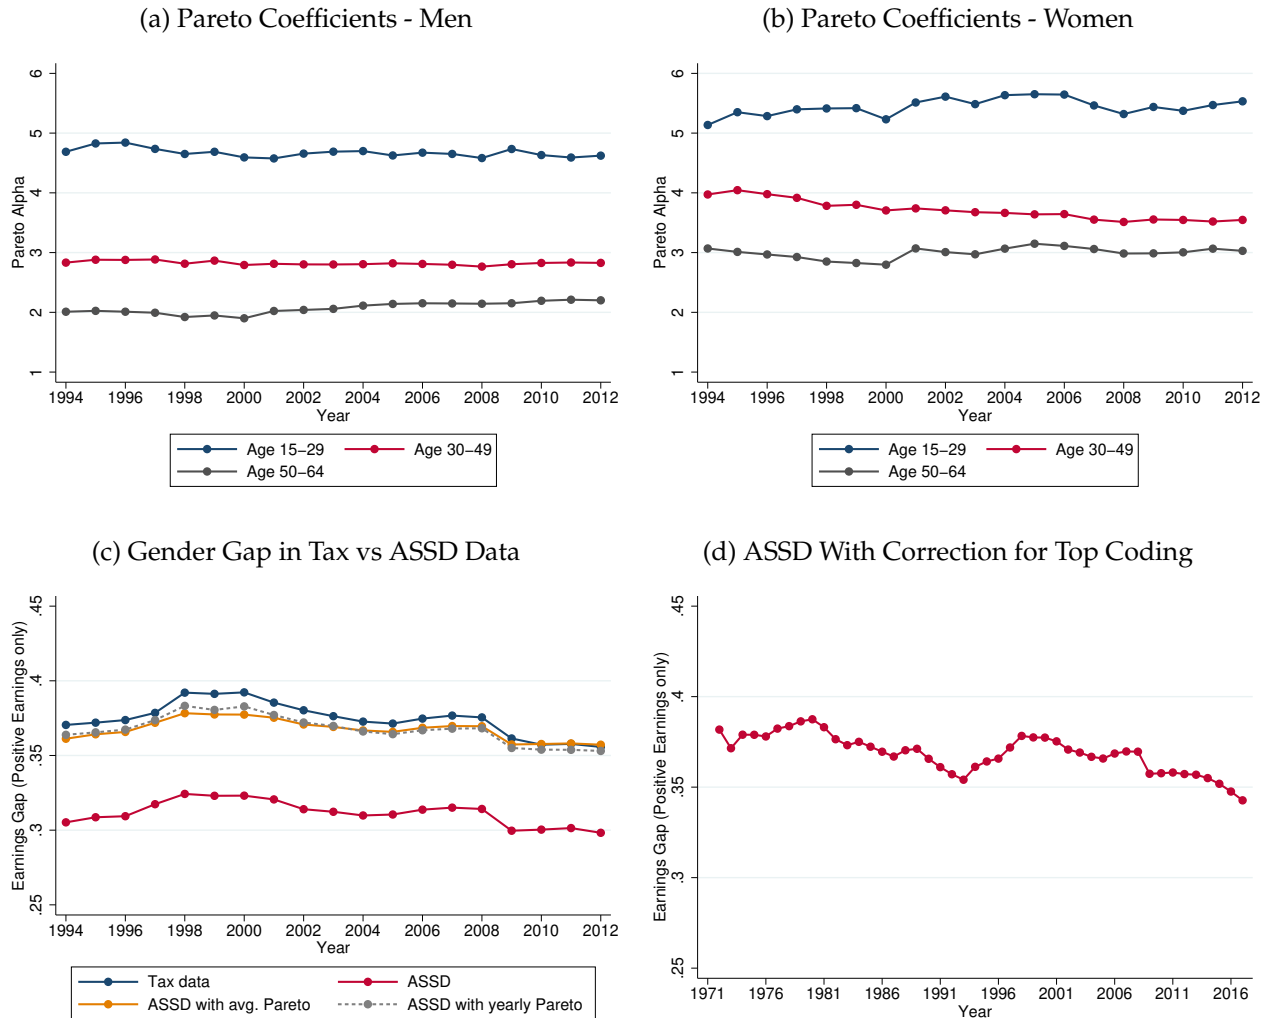 (a) Pareto Coefficients - Men
Pareto Alpha
6
5
4
3
2
1
1994 1996 1998 2000 2002 2004 2006 2008 2010 2012
Year
Age 15−29 Age 30−49
Age 50−64
(b) Pareto Coefficients - Women
Pareto Alpha
6
5
4
3
2
1
1994 1996 1998 2000 2002 2004 2006 2008 2010 2012
Year
Age 15−29 Age 30−49
Age 50−64
(c) Gender Gap in Tax vs ASSD Data
Earnings Gap (Positive Earnings only)
.45
.4
.35
.3
.25
1994 1996 1998 2000 2002 2004 2006 2008 2010 2012
Year
Tax data ASSD
ASSD with avg. Pareto ASSD with yearly Pareto
(d) ASSD With Correction for Top Coding
Earnings Gap (Positive Earnings only)
.45
.4
.35
.3
.25
1971 1976 1981 1986 1991 1996 2001 2006 2011 2016
Year